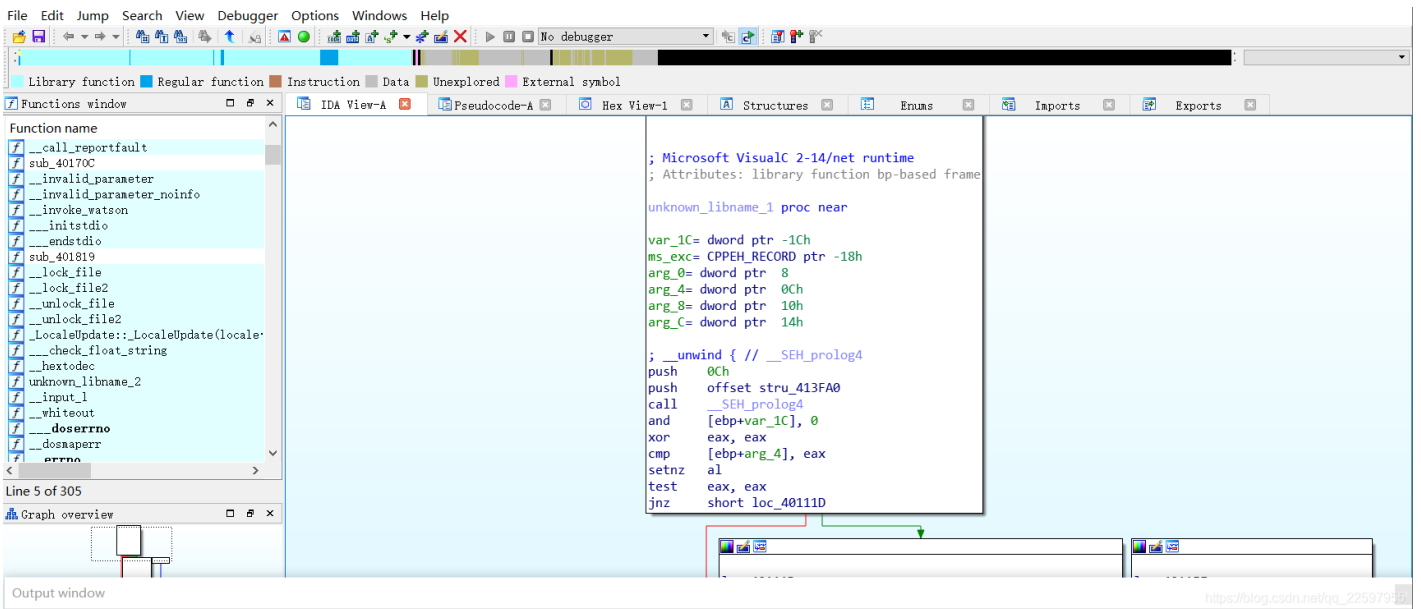 File Edit Jump Search View Debugger Options Windows Help
No debugger
Library function Regular function Instruction Data Unexplored External symbol
Functions window
IDA View-A Pseudocode-A Hex View-1 Structures Enums Imports Exports
Function name
__call_reportfault
sub_40170C
__invalid_parameter
__invalid_parameter_noinfo
__invoke_watson
___initstdio
___endstdio
sub_401819
__lock_file
__lock_file2
__unlock_file
__unlock_file2
_LocaleUpdate::_LocaleUpdate(locale
___check_float_string
__hextodec
unknown_libname_2
__input_l
__whiteout
___doserrno
__dosmaperr
errno
Line 5 of 305
Graph overview
; Microsoft VisualC 2-14/net runtime
; Attributes: library function bp-based frame
unknown_libname_1 proc near
var_1C= dword ptr -1Ch
ms_exc= CPPEH_RECORD ptr -18h
arg_0= dword ptr 8
arg_4= dword ptr 0Ch
arg_8= dword ptr 10h
arg_C= dword ptr 14h
; __unwind { // __SEH_prolog4
push 0Ch
push offset stru_413FA0
call __SEH_prolog4
and [ebp+var_1C], 0
xor eax, eax
cmp [ebp+arg_4], eax
setnz al
test eax, eax
jnz short loc_40111D
Output window